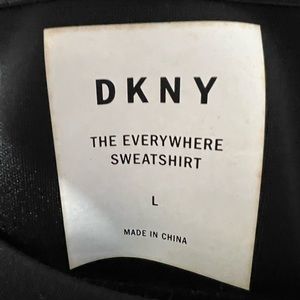 DKNY
THE EVERYWHERE
SWEATSHIRT
L
MADE IN CHINA